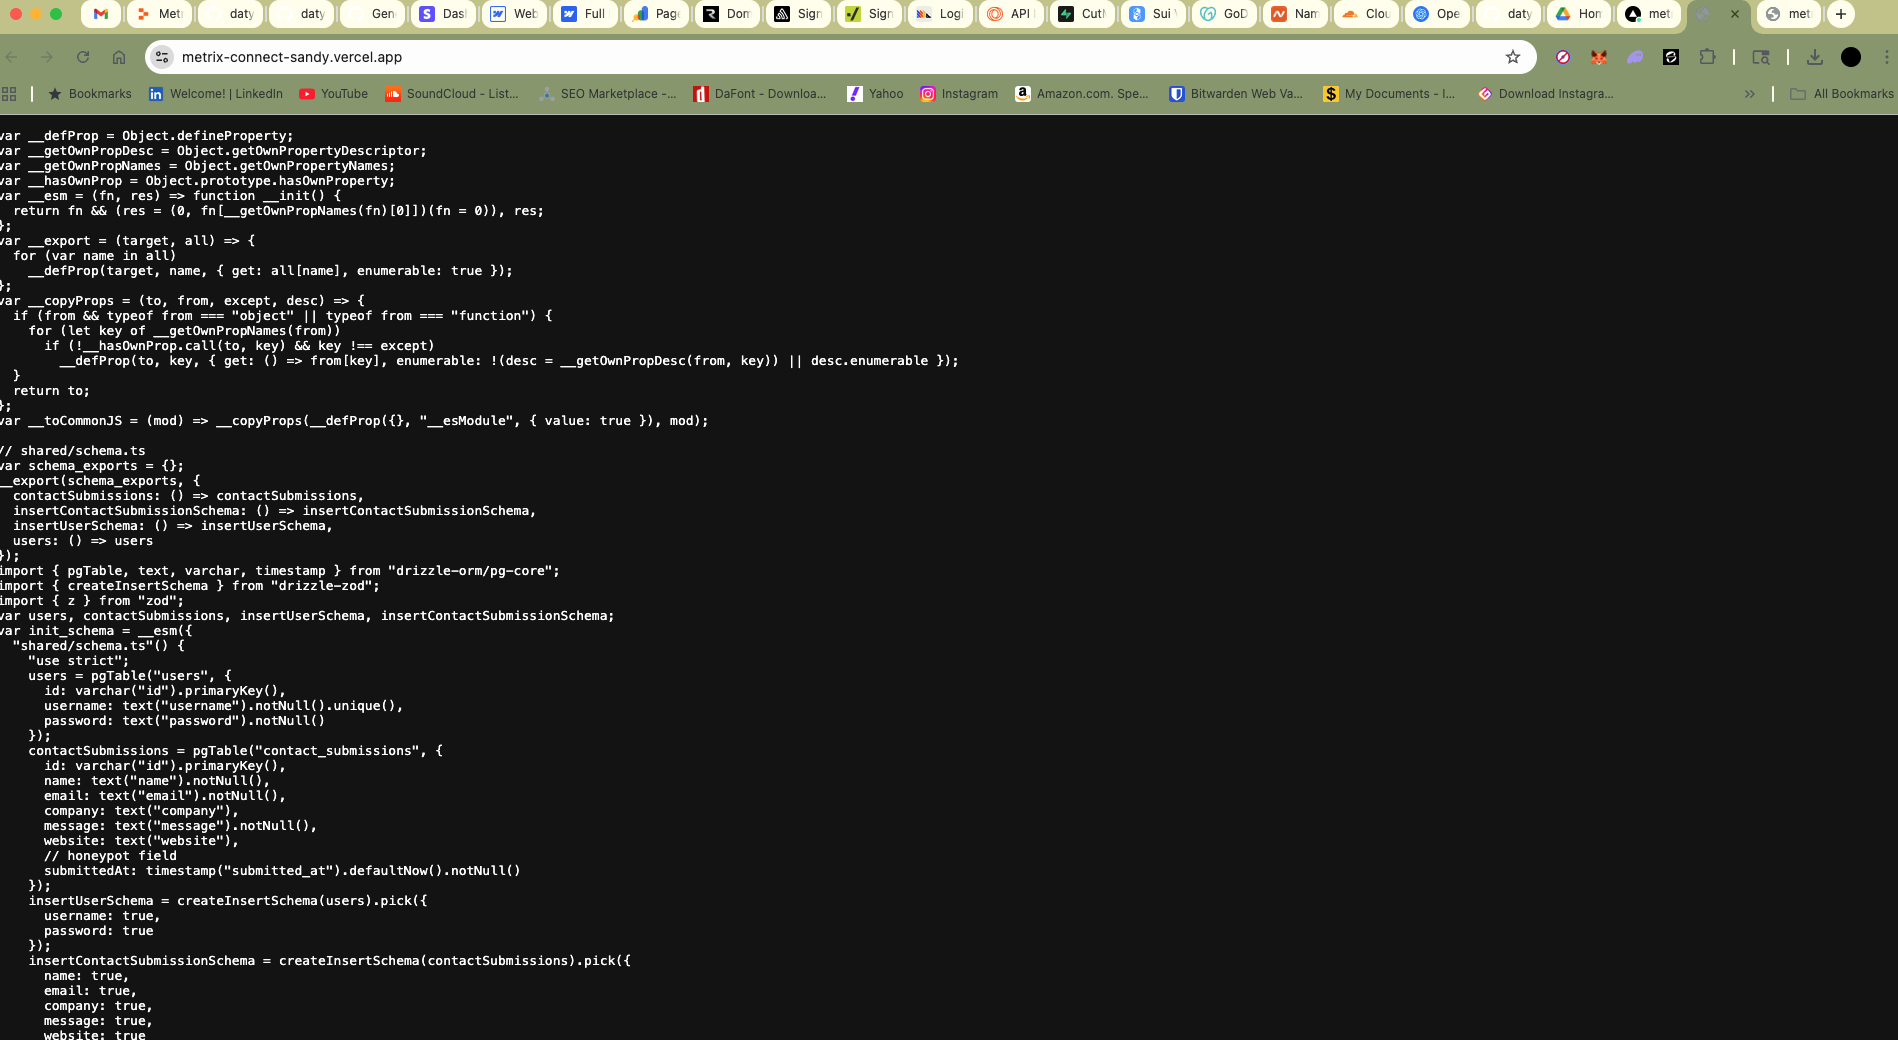 Met
daty
daty
Gen
Das
Web
Full
Page
Dom
Sign
Sign
Logi
API
Cut
Sui
GoD
Nam
Clou
Ope
daty
Hon
met
met
metrix-connect-sandy.vercel.app
Bookmarks
Welcome! | LinkedIn
YouTube
SoundCloud - List...
SEO Marketplace -...
DaFont - Downloa...
Yahoo
Instagram
Amazon.com. Spe...
Bitwarden Web Va...
My Documents - I...
Download Instagra...
All Bookmarks
var __defProp = Object.defineProperty;
var __getOwnPropDesc = Object.getOwnPropertyDescriptor;
var __getOwnPropNames = Object.getOwnPropertyNames;
var __hasOwnProp = Object.prototype.hasOwnProperty;
var __esm = (fn, res) => function __init() {
  return fn && (res = (0, fn[__getOwnPropNames(fn)[0]])(fn = 0)), res;
};
var __export = (target, all) => {
  for (var name in all)
    __defProp(target, name, { get: all[name], enumerable: true });
};
var __copyProps = (to, from, except, desc) => {
  if (from && typeof from === "object" || typeof from === "function") {
    for (let key of __getOwnPropNames(from))
      if (!__hasOwnProp.call(to, key) && key !== except)
        __defProp(to, key, { get: () => from[key], enumerable: !(desc = __getOwnPropDesc(from, key)) || desc.enumerable });
  }
  return to;
};
var __toCommonJS = (mod) => __copyProps(__defProp({}, "__esModule", { value: true }), mod);
// shared/schema.ts
var schema_exports = {};
__export(schema_exports, {
  contactSubmissions: () => contactSubmissions,
  insertContactSubmissionSchema: () => insertContactSubmissionSchema,
  insertUserSchema: () => insertUserSchema,
  users: () => users
});
import { pgTable, text, varchar, timestamp } from "drizzle-orm/pg-core";
import { createInsertSchema } from "drizzle-zod";
import { z } from "zod";
var users, contactSubmissions, insertUserSchema, insertContactSubmissionSchema;
var init_schema = __esm({
  "shared/schema.ts"() {
    "use strict";
    users = pgTable("users", {
      id: varchar("id").primaryKey(),
      username: text("username").notNull().unique(),
      password: text("password").notNull()
    });
    contactSubmissions = pgTable("contact_submissions", {
      id: varchar("id").primaryKey(),
      name: text("name").notNull(),
      email: text("email").notNull(),
      company: text("company"),
      message: text("message").notNull(),
      website: text("website"),
      // honeypot field
      submittedAt: timestamp("submitted_at").defaultNow().notNull()
    });
    insertUserSchema = createInsertSchema(users).pick({
      username: true,
      password: true
    });
    insertContactSubmissionSchema = createInsertSchema(contactSubmissions).pick({
      name: true,
      email: true,
      company: true,
      message: true,
      website: true